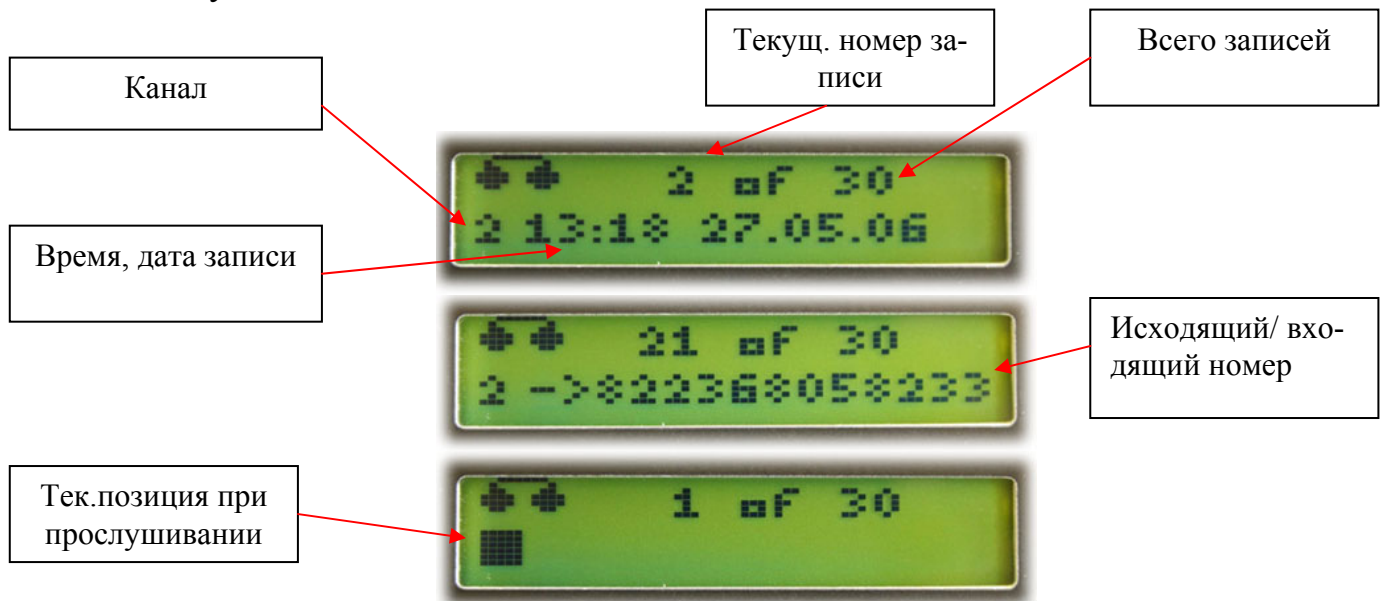 Текущ. номер за-
писи
Всего записей
Канал
2 of 30
2 13:18 27.05.06
Время, дата записи
21 of 30
2 ->822368058233
Исходящий/ вхо-
дящий номер
Тек.позиция при
прослушивании
1 of 30